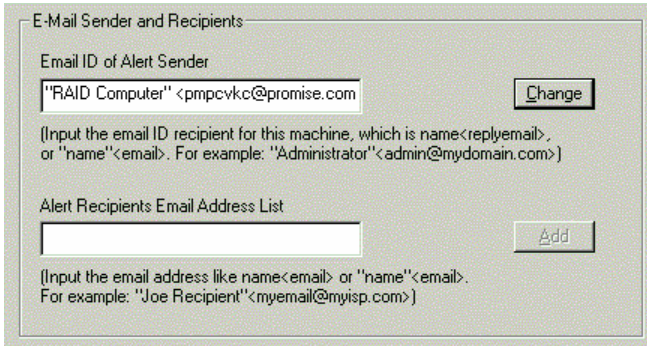 E-Mail Sender and Recipients
Email ID of Alert Sender
"RAID Computer" <pmpcvkc@promise.com
Change
(Input the email ID recipient for this machine, which is name<replyemail>,
or "name"<email>. For example: "Administrator"<admin@mydomain.com>)
Alert Recipients Email Address List
Add
(Input the email address like name<email> or "name"<email>.
For example: "Joe Recipient"<myemail@myisp.com>)